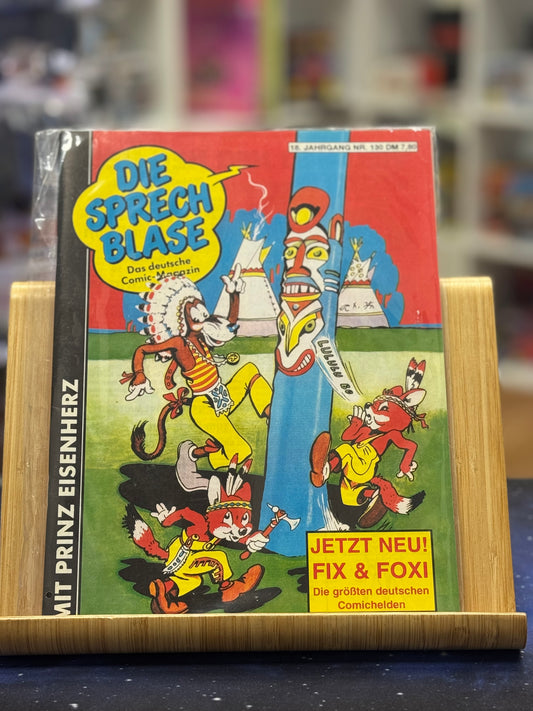 18. JAHRGANG NR. 130 DM 7,80
DIE
SPRECH
BLASE
Das deutsche
Comic-Magazin
MIT PRINZ EISENHERZ
LULULU
JETZT NEU!
FIX & FOXI
Die größten deutschen
Comichelden